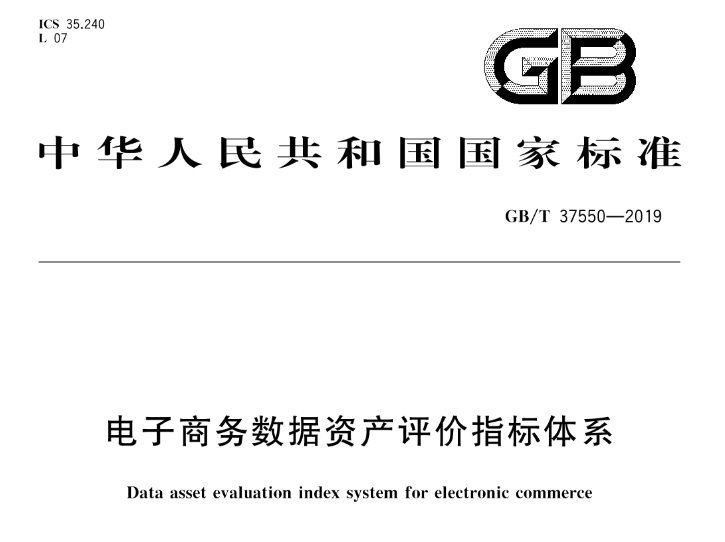 ICS 35.240
L 07
GB
中华人民共和国国家标准
GB/T 37550—2019
电子商务数据资产评价指标体系
Data asset evaluation index system for electronic commerce